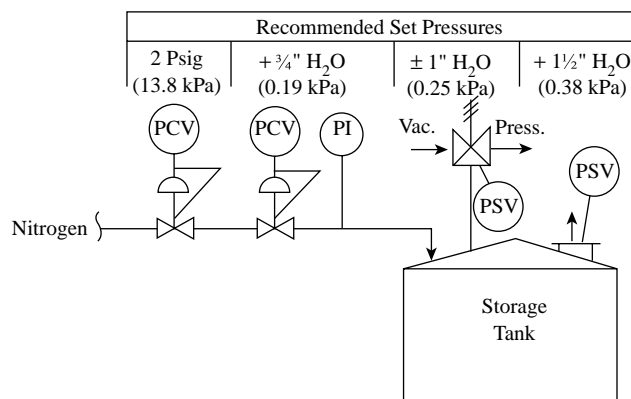 Recommended Set Pressures
2 Psig
(13.8 kPa)
+ ¾" H₂O
(0.19 kPa)
± 1" H₂O
(0.25 kPa)
+ 1½" H₂O
(0.38 kPa)
PCV
PCV
PI
Vac.
Press.
PSV
PSV
Nitrogen
Storage
Tank